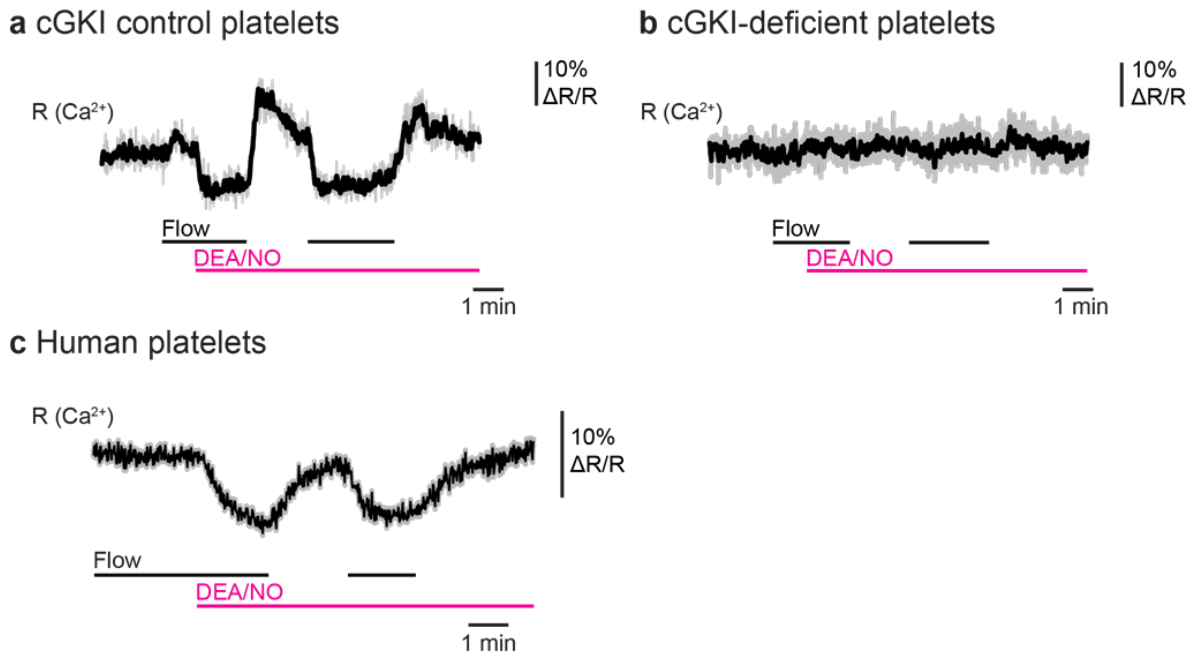 a cGKI control platelets
R (Ca²⁺)
10%
ΔR/R
Flow
DEA/NO
1 min
b cGKI-deficient platelets
R (Ca²⁺)
10%
ΔR/R
Flow
DEA/NO
1 min
c Human platelets
R (Ca²⁺)
10%
ΔR/R
Flow
DEA/NO
1 min